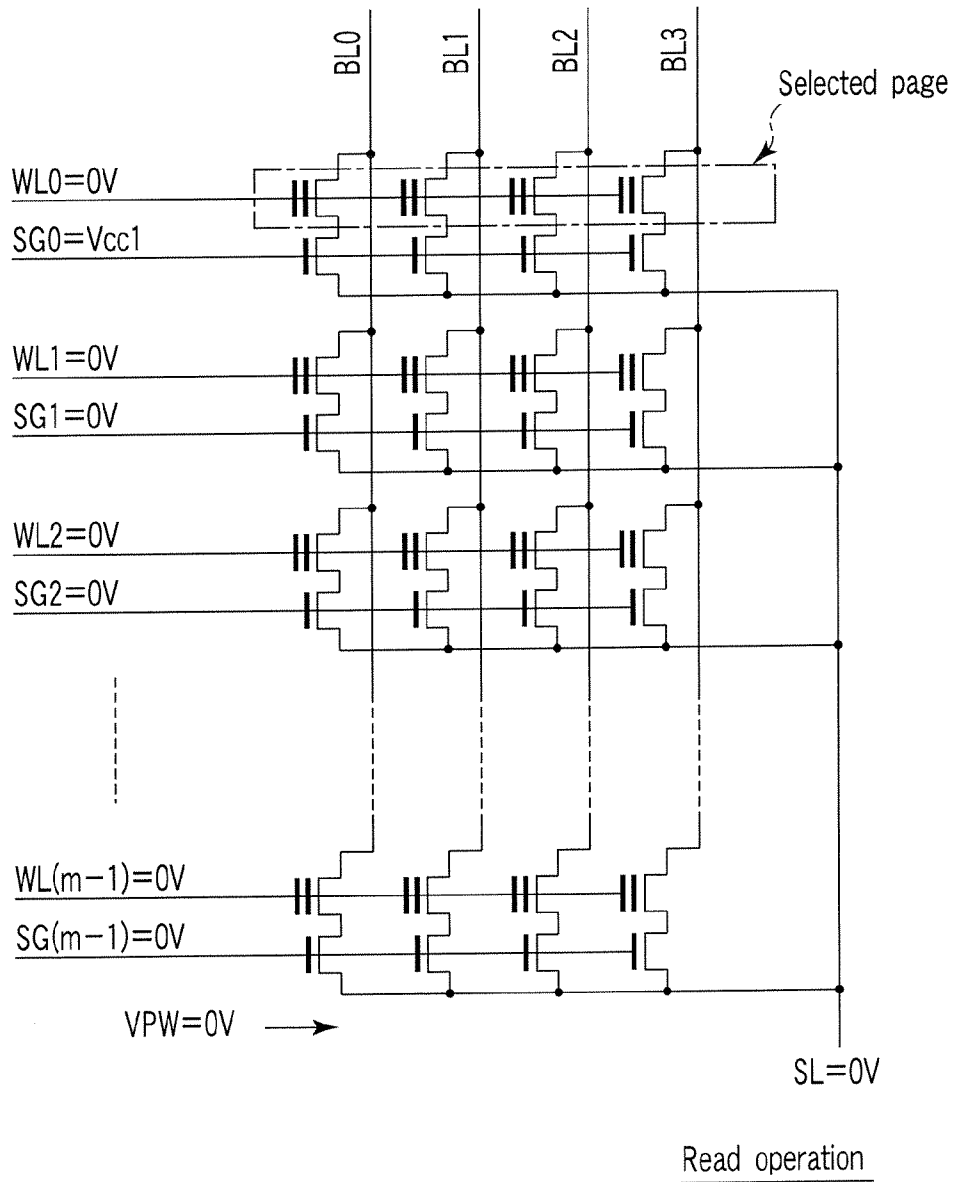 BL0
BL1
BL2
BL3
Selected page
WL0=0V
SG0=Vcc1
WL1=0V
SG1=0V
WL2=0V
SG2=0V
WL(m-1)=0V
SG(m-1)=0V
VPW=0V
SL=0V
Read operation